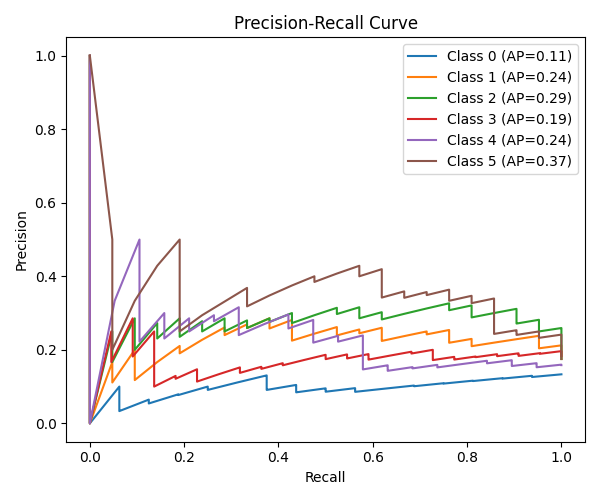 Precision-Recall Curve
Class 0 (AP=0.11)
Class 1 (AP=0.24)
Class 2 (AP=0.29)
Class 3 (AP=0.19)
Class 4 (AP=0.24)
Class 5 (AP=0.37)
Precision
1.0
0.8
0.6
0.4
0.2
0.0
0.0 0.2 0.4 0.6 0.8 1.0
Recall